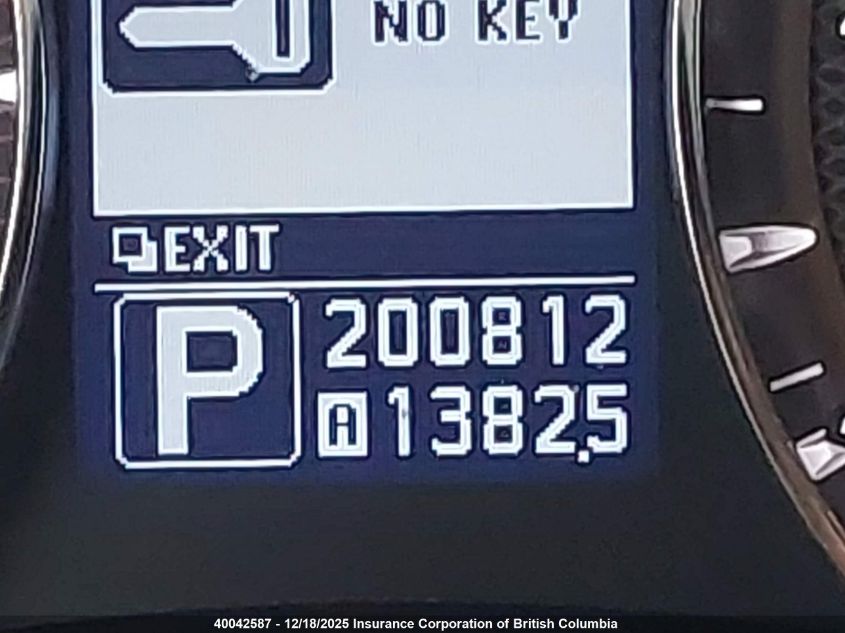 NO KEY
EXIT
P 200812
A 1382.5
40042587 - 12/18/2025 Insurance Corporation of British Columbia